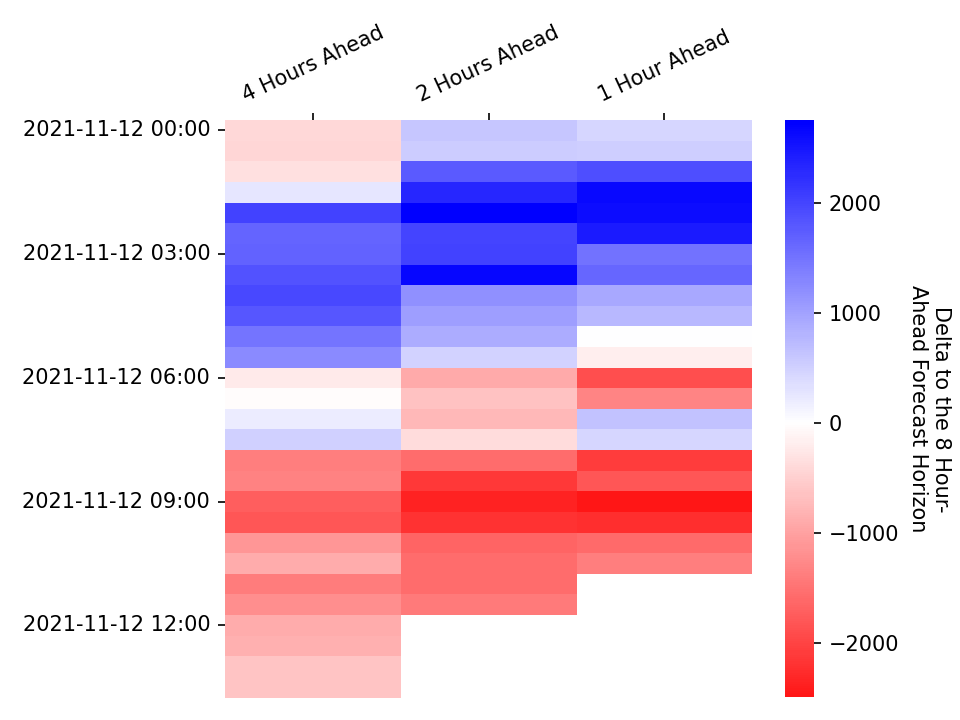 4 Hours Ahead
2 Hours Ahead
1 Hour Ahead
2021-11-12 00:00
2021-11-12 03:00
2021-11-12 06:00
2021-11-12 09:00
2021-11-12 12:00
2000
1000
0
−1000
−2000
Delta to the 8 Hour-
Ahead Forecast Horizon